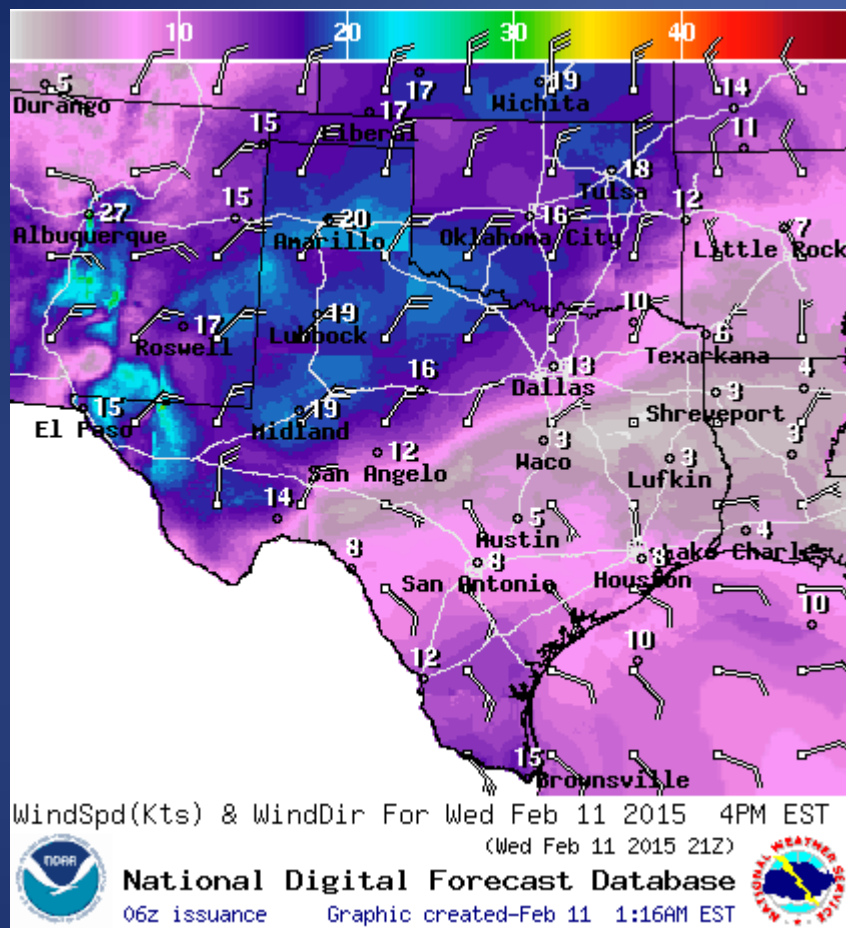 10 20 30 40
5 17 19 14
Durango Wichita
17
Liberal
15 11
18
Tulsa
27 15 20 16 12 7
Albuquerque Amarillo Oklahoma City Little Rock
17 19 10 6
Roswell Lubbock Texarkana
16 13 4
Dallas
15 19 3
El Paso Midland Shreveport
12 3 3 3
San Angelo Waco Lufkin
14 5 4
Austin Lake Charles
8 8 8
San Antonio Houston
10
12 10
15
Brownsville
WindSpd(Kts) & WindDir For Wed Feb 11 2015 4PM EST
(Wed Feb 11 2015 21Z)
NOAA
National Digital Forecast Database
NATIONAL WEATHER SERVICE
06z issuance Graphic created-Feb 11 1:16AM EST